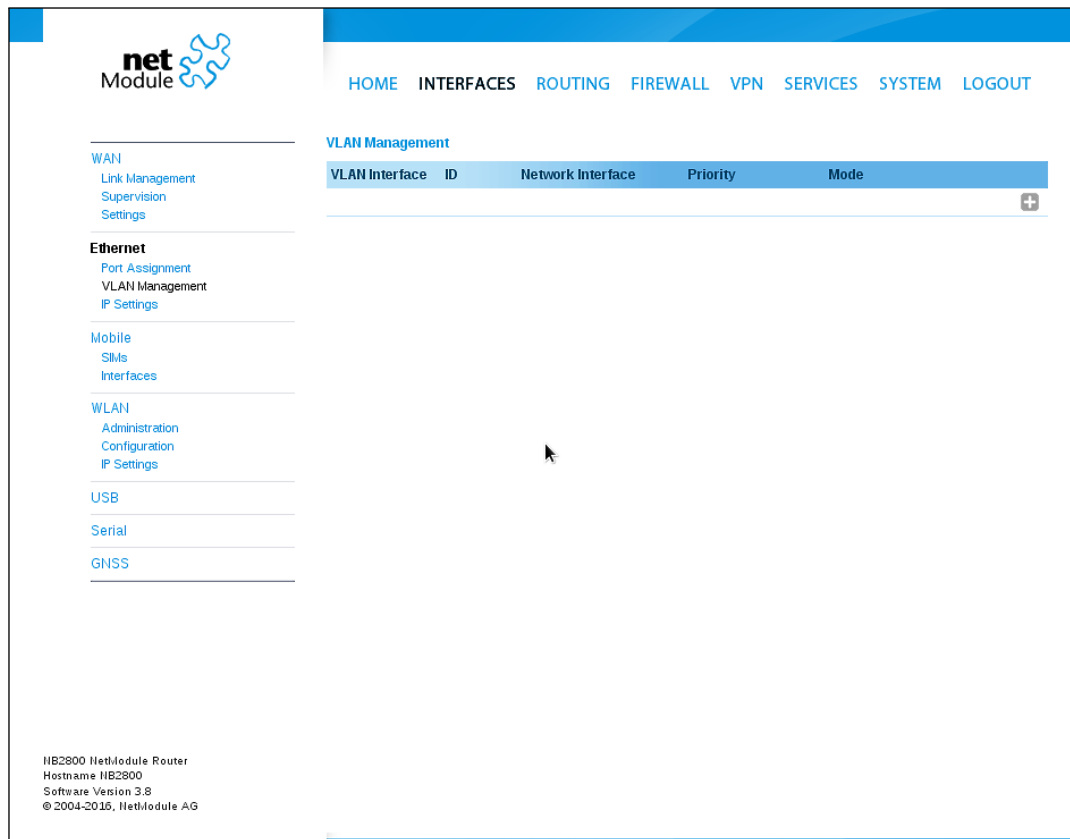 net
Module
HOME INTERFACES ROUTING FIREWALL VPN SERVICES SYSTEM LOGOUT
WAN
Link Management
Supervision
Settings
Ethernet
Port Assignment
VLAN Management
IP Settings
Mobile
SIMs
Interfaces
WLAN
Administration
Configuration
IP Settings
USB
Serial
GNSS
VLAN Management
VLAN Interface ID Network Interface Priority Mode
NB2800 NetModule Router
Hostname NB2800
Software Version 3.8
© 2004-2016, NetModule AG